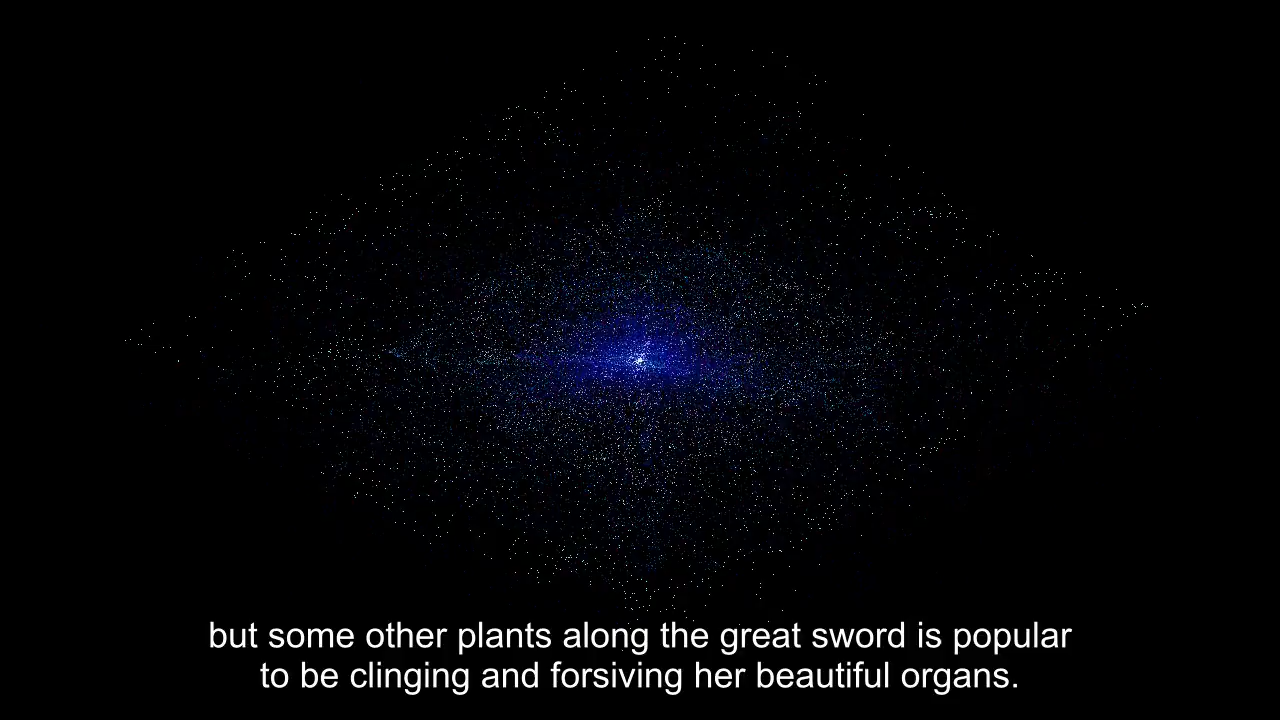 but some other plants along the great sword is popular
to be clinging and forsiving her beautiful organs.